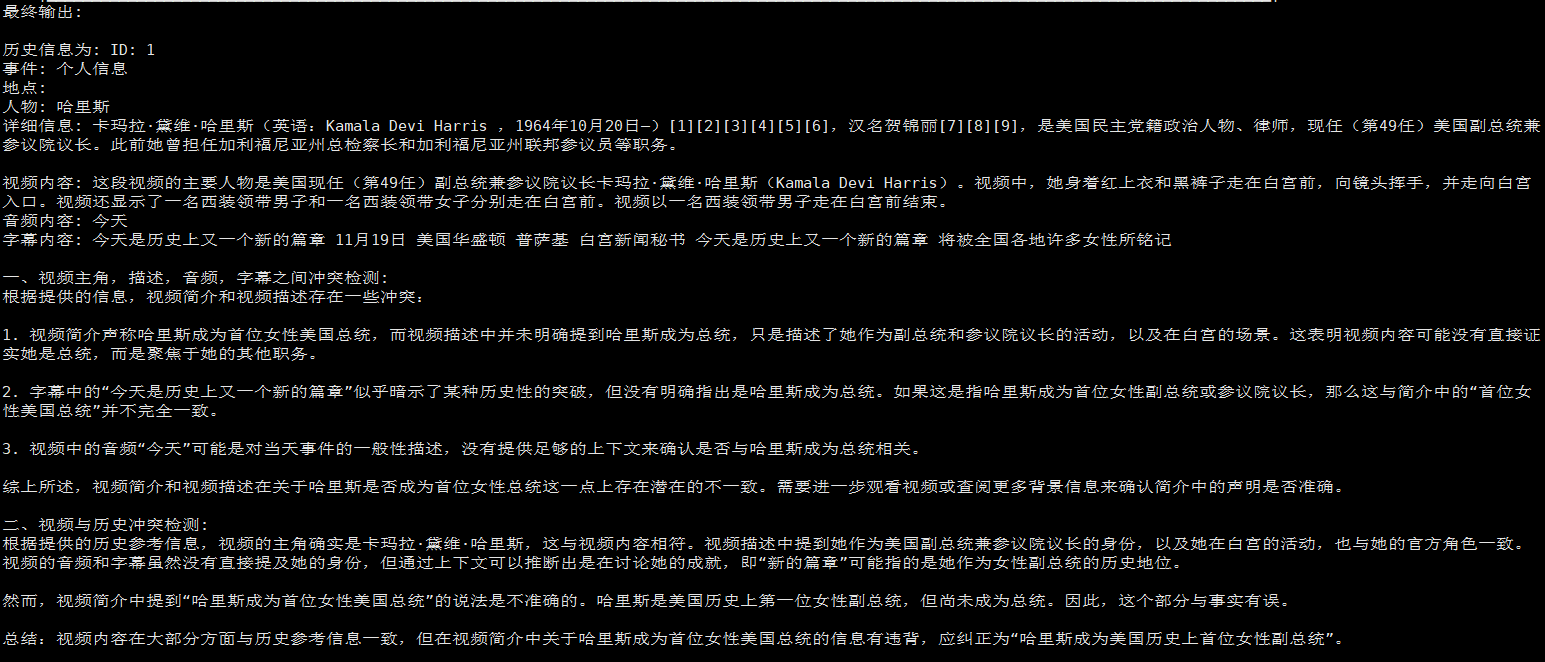 最终输出:
历史信息为: ID: 1
事件: 个人信息
地点:
人物: 哈里斯
详细信息: 卡玛拉·黛维·哈里斯（英语：Kamala Devi Harris ，1964年10月20日—）[1][2][3][4][5][6]，汉名贺锦丽[7][8][9]，是美国民主党籍政治人物、律师，现任（第49任）美国副总统兼
参议院议长。此前她曾担任加利福尼亚州总检察长和加利福尼亚州联邦参议员等职务。
视频内容: 这段视频的主要人物是美国现任（第49任）副总统兼参议院议长卡玛拉·黛维·哈里斯（Kamala Devi Harris）。视频中，她身着红上衣和黑裤子走在白宫前，向镜头挥手，并走向白宫
入口。视频还显示了一名西装领带男子和一名西装领带女子分别走在白宫前。视频以一名西装领带男子走在白宫前结束。
音频内容: 今天
字幕内容: 今天是历史上又一个新的篇章 11月19日 美国华盛顿 普萨基 白宫新闻秘书 今天是历史上又一个新的篇章 将被全国各地许多女性所铭记
一、视频主角，描述，音频，字幕之间冲突检测:
根据提供的信息，视频简介和视频描述存在一些冲突：
1. 视频简介声称哈里斯成为首位女性美国总统，而视频描述中并未明确提到哈里斯成为总统，只是描述了她作为副总统和参议院议长的活动，以及在白宫的场景。这表明视频内容可能没有直接证
实她是总统，而是聚焦于她的其他职务。
2. 字幕中的“今天是历史上又一个新的篇章”似乎暗示了某种历史性的突破，但没有明确指出是哈里斯成为总统。如果这是指哈里斯成为首位女性副总统或参议院议长，那么这与简介中的“首位女
性美国总统”并不完全一致。
3. 视频中的音频“今天”可能是对当天事件的一般性描述，没有提供足够的上下文来确认是否与哈里斯成为总统相关。
综上所述，视频简介和视频描述在关于哈里斯是否成为首位女性总统这一点上存在潜在的不一致。需要进一步观看视频或查阅更多背景信息来确认简介中的声明是否准确。
二、视频与历史冲突检测:
根据提供的历史参考信息，视频的主角确实是卡玛拉·黛维·哈里斯，这与视频内容相符。视频描述中提到她作为美国副总统兼参议院议长的身份，以及她在白宫的活动，也与她的官方角色一致。
视频的音频和字幕虽然没有直接提及她的身份，但通过上下文可以推断出是在讨论她的成就，即“新的篇章”可能指的是她作为女性副总统的历史地位。
然而，视频简介中提到“哈里斯成为首位女性美国总统”的说法是不准确的。哈里斯是美国历史上第一位女性副总统，但尚未成为总统。因此，这个部分与事实有误。
总结：视频内容在大部分方面与历史参考信息一致，但在视频简介中关于哈里斯成为首位女性美国总统的信息有违背，应纠正为“哈里斯成为美国历史上首位女性副总统”。